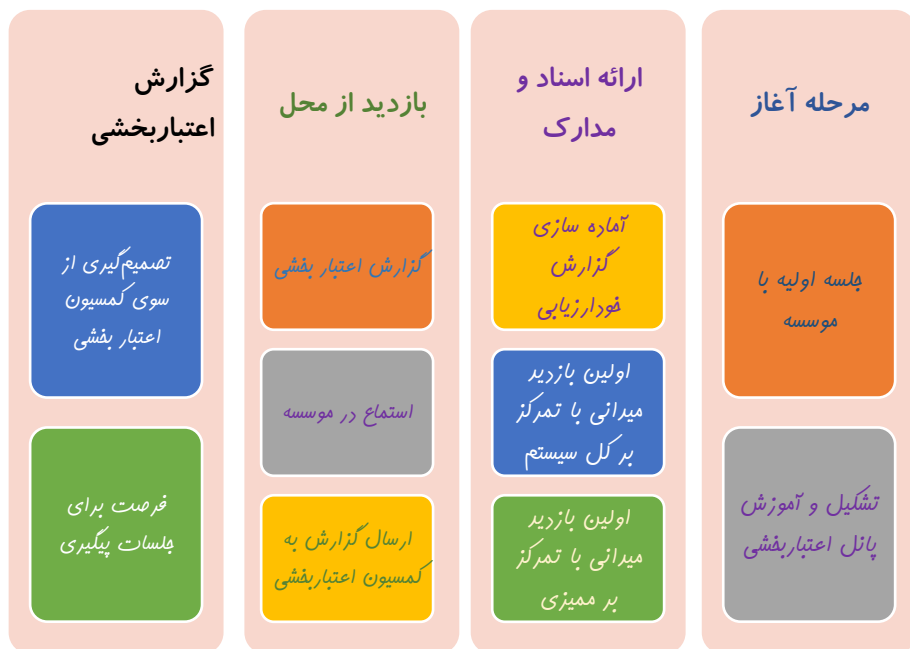 مرحله آغاز
جلسه اولیه با
موسسه
تشکیل و آموزش
پانل اعتباربخشی
ارائه اسناد و
مدارک
آماده سازی
گزارش
خودارزیابی
اولین بازدید
میدانی با تمرکز
بر کل سیستم
اولین بازدید
میدانی با تمرکز
بر ممیزی
بازدید از محل
گزارش اعتبار بخشی
استماع در موسسه
ارسال گزارش به
کمسیون اعتباربخشی
گزارش
اعتباربخشی
تصمیم‌گیری از
سوی کمسیون
اعتبار بخشی
فرصت برای
جلسات پیگیری